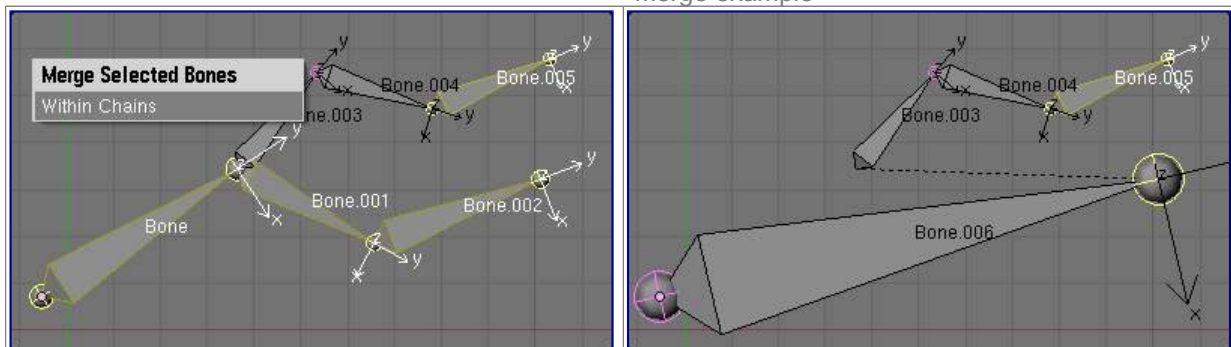 Merge example
Merge Selected Bones
Within Chains
y
Bone.004
x
y
Bone.005
x
z
x
y
ne.003
y
x
Bone
Bone.001
x
y
Bone.002
y
x
y
x
Bone.004
z
x
y
y
Bone.005
x
Bone.003
z
Bone.006
x